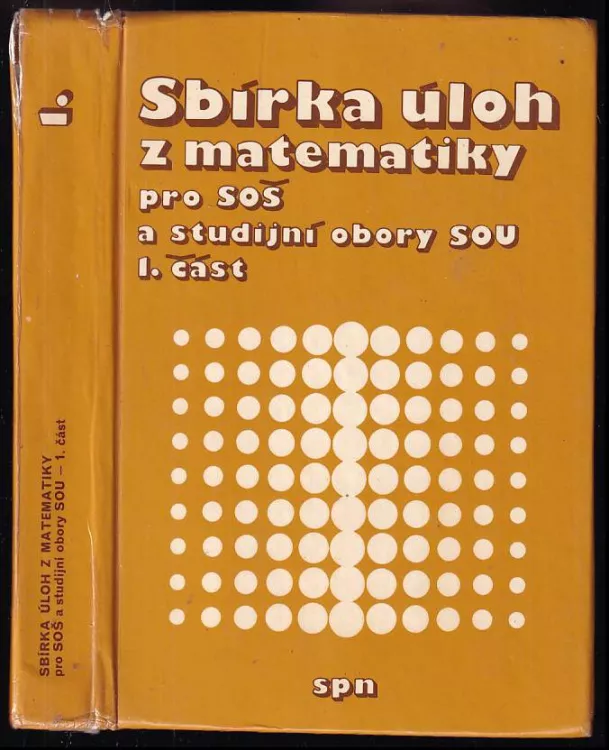 Sbírka úloh
z matematiky
pro SOŠ
a studijní obory SOU
1. část
spn
SBÍRKA ÚLOH Z MATEMATIKY
pro SOŠ a studijní obory SOU – 1. část